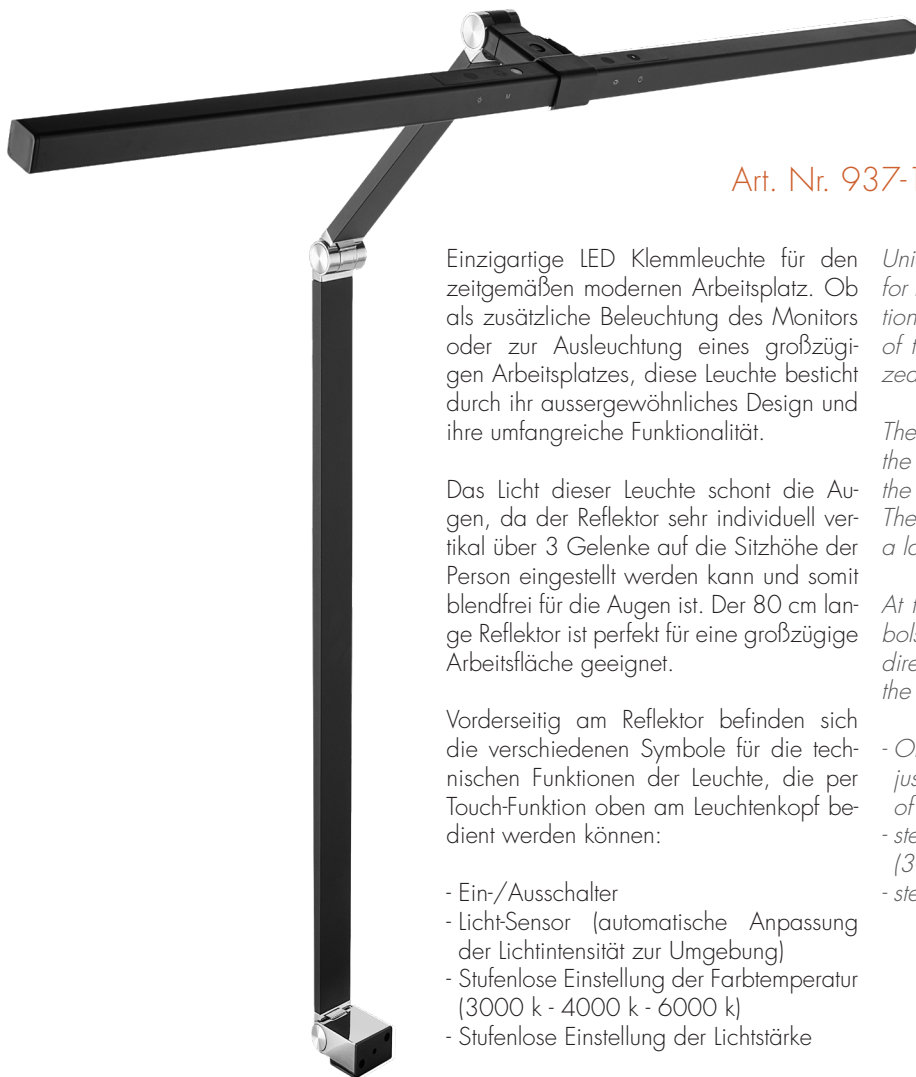 Art. Nr. 937-1
Einzigartige LED Klemmleuchte für den
zeitgemäßen modernen Arbeitsplatz. Ob
als zusätzliche Beleuchtung des Monitors
oder zur Ausleuchtung eines großzügi-
gen Arbeitsplatzes, diese Leuchte besticht
durch ihr aussergewöhnliches Design und
ihre umfangreiche Funktionalität.
Das Licht dieser Leuchte schont die Au-
gen, da der Reflektor sehr individuell ver-
tikal über 3 Gelenke auf die Sitzhöhe der
Person eingestellt werden kann und somit
blendfrei für die Augen ist. Der 80 cm lan-
ge Reflektor ist perfekt für eine großzügige
Arbeitsfläche geeignet.
Vorderseitig am Reflektor befinden sich
die verschiedenen Symbole für die tech-
nischen Funktionen der Leuchte, die per
Touch-Funktion oben am Leuchtenkopf be-
dient werden können:
- Ein-/Ausschalter
- Licht-Sensor (automatische Anpassung
der Lichtintensität zur Umgebung)
- Stufenlose Einstellung der Farbtemperatur
(3000 k - 4000 k - 6000 k)
- Stufenlose Einstellung der Lichtstärke
Uni
for
tion
of t
zed
The
the
the
The
a lo
At t
bols
dire
the
- O
jus
of
- ste
(3
- ste